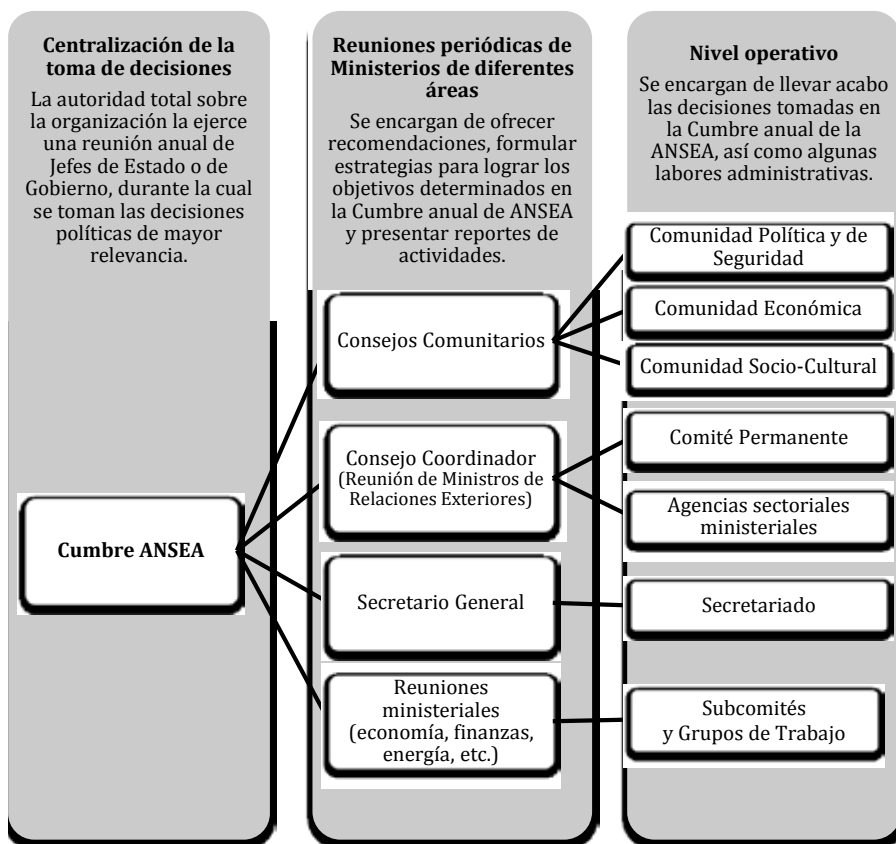 Centralización de la
toma de decisiones
La autoridad total sobre
la organización la ejerce
una reunión anual de
Jefes de Estado o de
Gobierno, durante la cual
se toman las decisiones
políticas de mayor
relevancia.
Cumbre ANSEA
Reuniones periódicas de
Ministerios de diferentes
áreas
Se encargan de ofrecer
recomendaciones, formular
estrategias para lograr los
objetivos determinados en
la Cumbre anual de ANSEA
y presentar reportes de
actividades.
Consejos Comunitarios
Consejo Coordinador
(Reunión de Ministros de
Relaciones Exteriores)
Secretario General
Reuniones
ministeriales
(economía, finanzas,
energía, etc.)
Nivel operativo
Se encargan de llevar acabo
las decisiones tomadas en
la Cumbre anual de la
ANSEA, así como algunas
labores administrativas.
Comunidad Política y de
Seguridad
Comunidad Económica
Comunidad Socio-Cultural
Comité Permanente
Agencias sectoriales
ministeriales
Secretariado
Subcomités
y Grupos de Trabajo